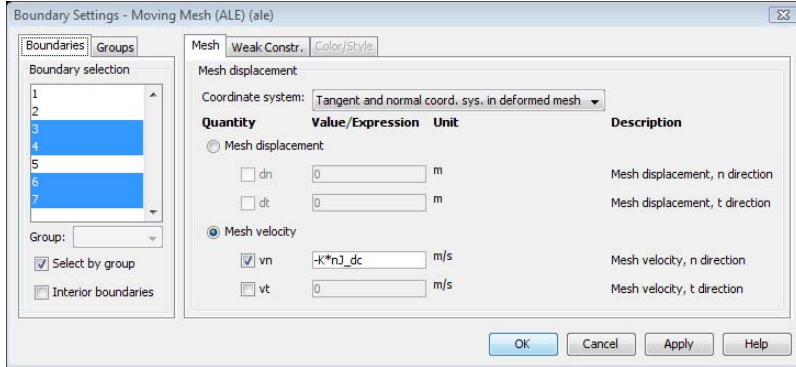 Boundary Settings - Moving Mesh (ALE) (ale)
Boundaries Groups
Boundary selection
1
2
3
4
5
6
7
Group:
Select by group
Interior boundaries
Mesh Weak Constr. Color/Style
Mesh displacement
Coordinate system: Tangent and normal coord. sys. in deformed mesh
Quantity Value/Expression Unit Description
Mesh displacement
dn 0 m Mesh displacement, n direction
dt 0 m Mesh displacement, t direction
Mesh velocity
vn -K*nJ_dc m/s Mesh velocity, n direction
vt 0 m/s Mesh velocity, t direction
OK Cancel Apply Help